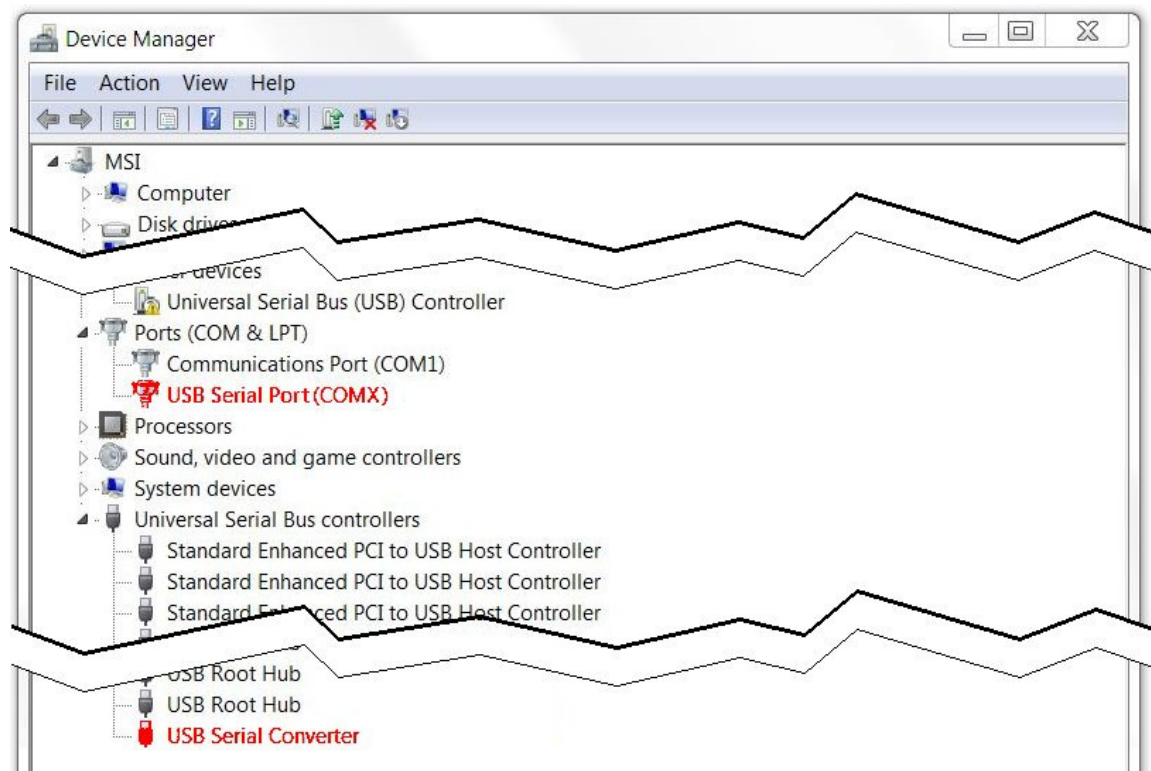 Device Manager
File Action View Help
MSI
Computer
Disk drives
devices
Universal Serial Bus (USB) Controller
Ports (COM & LPT)
Communications Port (COM1)
USB Serial Port (COMX)
Processors
Sound, video and game controllers
System devices
Universal Serial Bus controllers
Standard Enhanced PCI to USB Host Controller
Standard Enhanced PCI to USB Host Controller
Standard Enhanced PCI to USB Host Controller
USB Root Hub
USB Root Hub
USB Serial Converter